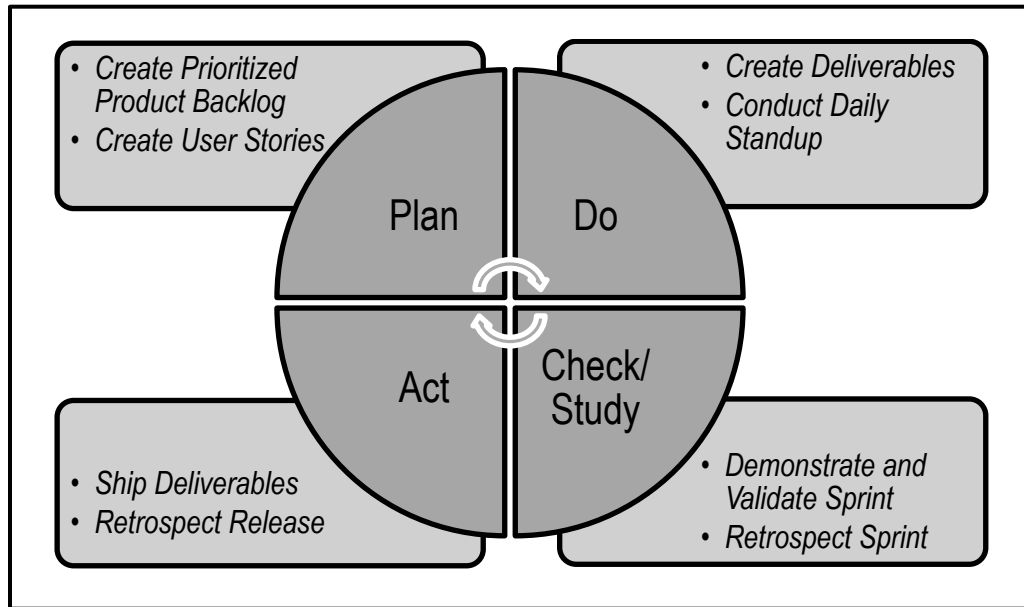 • Create Prioritized
Product Backlog
• Create User Stories
• Create Deliverables
• Conduct Daily
Standup
Plan
Do
Act
Check/
Study
• Ship Deliverables
• Retrospect Release
• Demonstrate and
Validate Sprint
• Retrospect Sprint